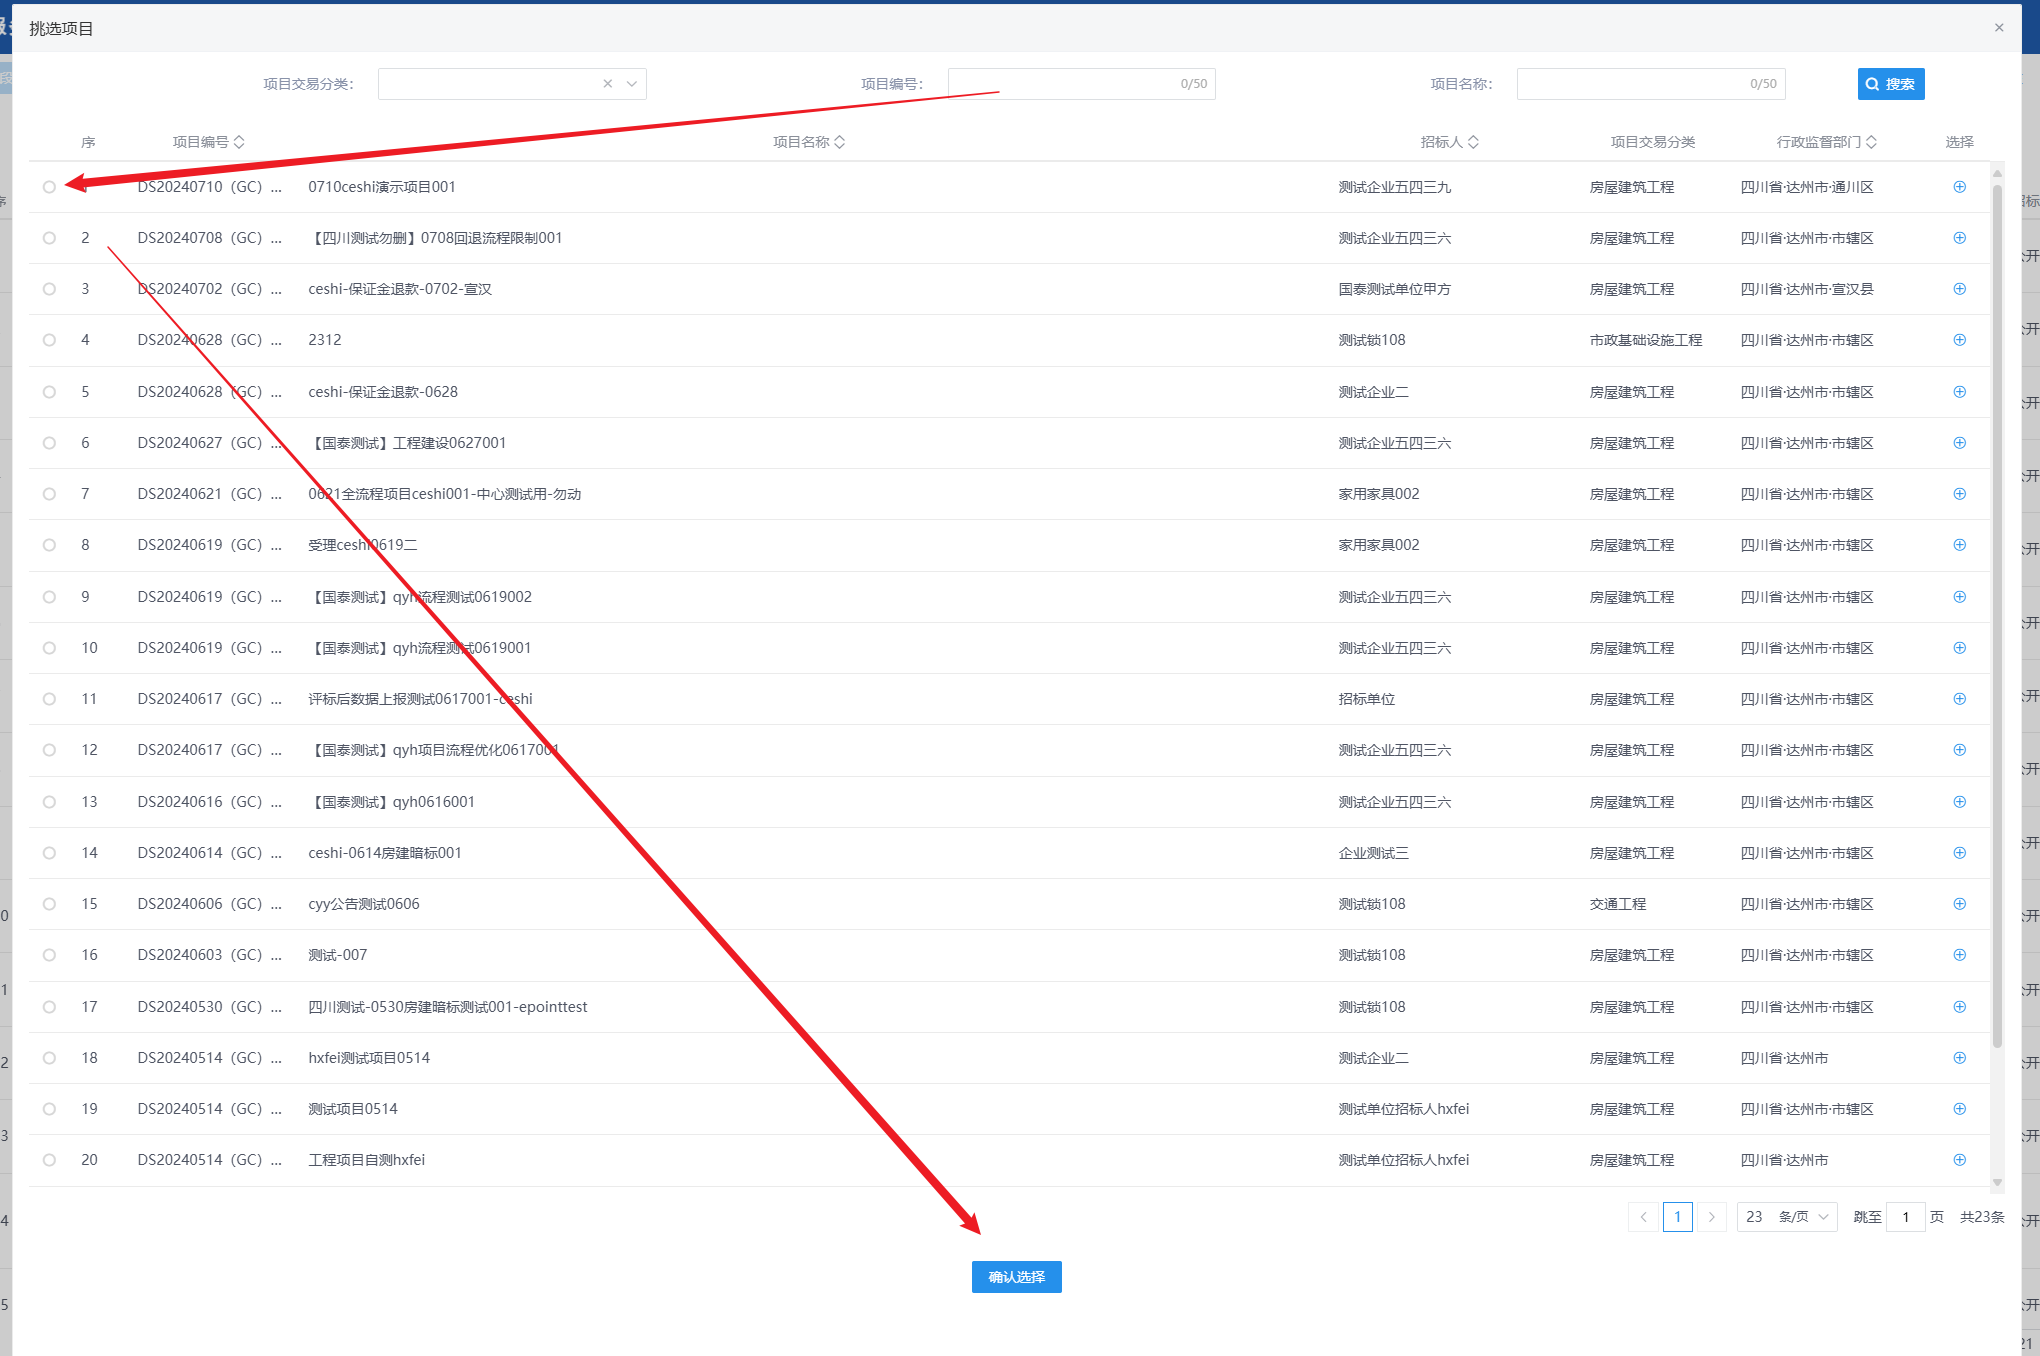 挑选项目
项目交易分类: 项目编号: 0/50 项目名称: 0/50 搜索
序 项目编号 项目名称 招标人 项目交易分类 行政监督部门 选择
DS20240710（GC）... 0710ceshi演示项目001 测试企业五四三九 房屋建筑工程 四川省·达州市·通川区
2 DS20240708（GC）... 【四川测试勿删】0708回退流程限制001 测试企业五四三六 房屋建筑工程 四川省·达州市·市辖区
3 DS20240702（GC）... ceshi-保证金退款-0702-宣汉 国泰测试单位甲方 房屋建筑工程 四川省·达州市·宣汉县
4 DS20240628（GC）... 2312 测试锁108 市政基础设施工程 四川省·达州市·市辖区
5 DS20240628（GC）... ceshi-保证金退款-0628 测试企业二 房屋建筑工程 四川省·达州市·市辖区
6 DS20240627（GC）... 【国泰测试】工程建设0627001 测试企业五四三六 房屋建筑工程 四川省·达州市·市辖区
7 DS20240621（GC）... 0621全流程项目ceshi001-中心测试用-勿动 家用家具002 房屋建筑工程 四川省·达州市·市辖区
8 DS20240619（GC）... 受理ceshi0619二 家用家具002 房屋建筑工程 四川省·达州市·市辖区
9 DS20240619（GC）... 【国泰测试】qyh流程测试0619002 测试企业五四三六 房屋建筑工程 四川省·达州市·市辖区
10 DS20240619（GC）... 【国泰测试】qyh流程测试0619001 测试企业五四三六 房屋建筑工程 四川省·达州市·市辖区
11 DS20240617（GC）... 评标后数据上报测试0617001-ceshi 招标单位 房屋建筑工程 四川省·达州市·市辖区
12 DS20240617（GC）... 【国泰测试】qyh项目流程优化0617001 测试企业五四三六 房屋建筑工程 四川省·达州市·市辖区
13 DS20240616（GC）... 【国泰测试】qyh0616001 测试企业五四三六 房屋建筑工程 四川省·达州市·市辖区
14 DS20240614（GC）... ceshi-0614房建暗标001 企业测试三 房屋建筑工程 四川省·达州市·市辖区
15 DS20240606（GC）... cyy公告测试0606 测试锁108 交通工程 四川省·达州市·市辖区
16 DS20240603（GC）... 测试-007 测试锁108 房屋建筑工程 四川省·达州市·市辖区
17 DS20240530（GC）... 四川测试-0530房建暗标测试001-epointtest 测试锁108 房屋建筑工程 四川省·达州市·市辖区
18 DS20240514（GC）... hxfei测试项目0514 测试企业二 房屋建筑工程 四川省·达州市
19 DS20240514（GC）... 测试项目0514 测试单位招标人hxfei 房屋建筑工程 四川省·达州市·市辖区
20 DS20240514（GC）... 工程项目自测hxfei 测试单位招标人hxfei 房屋建筑工程 四川省·达州市
1 23 条/页 跳至 1 页 共23条
确认选择